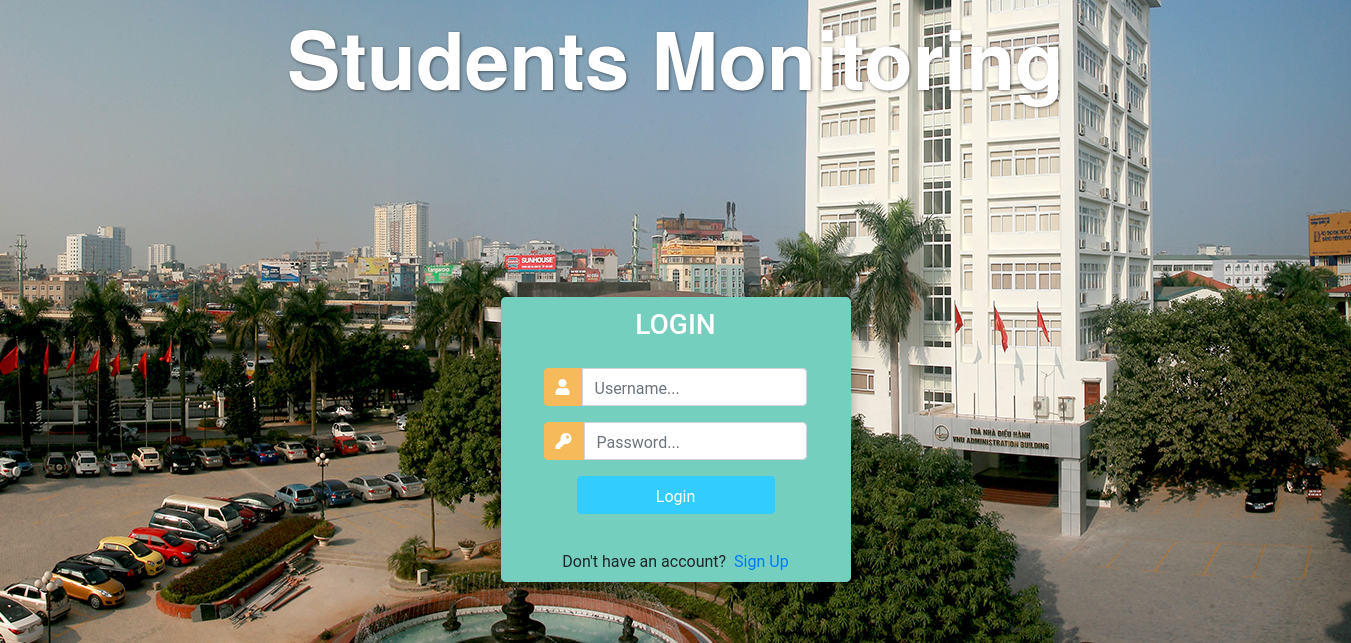 Students Monitoring
SUNHOUSE
Kangaroo
LOGIN
Username...
Password...
Login
TOÀ NHÀ ĐIỀU HÀNH
VNU ADMINISTRATION BUILDING
Don't have an account? Sign Up